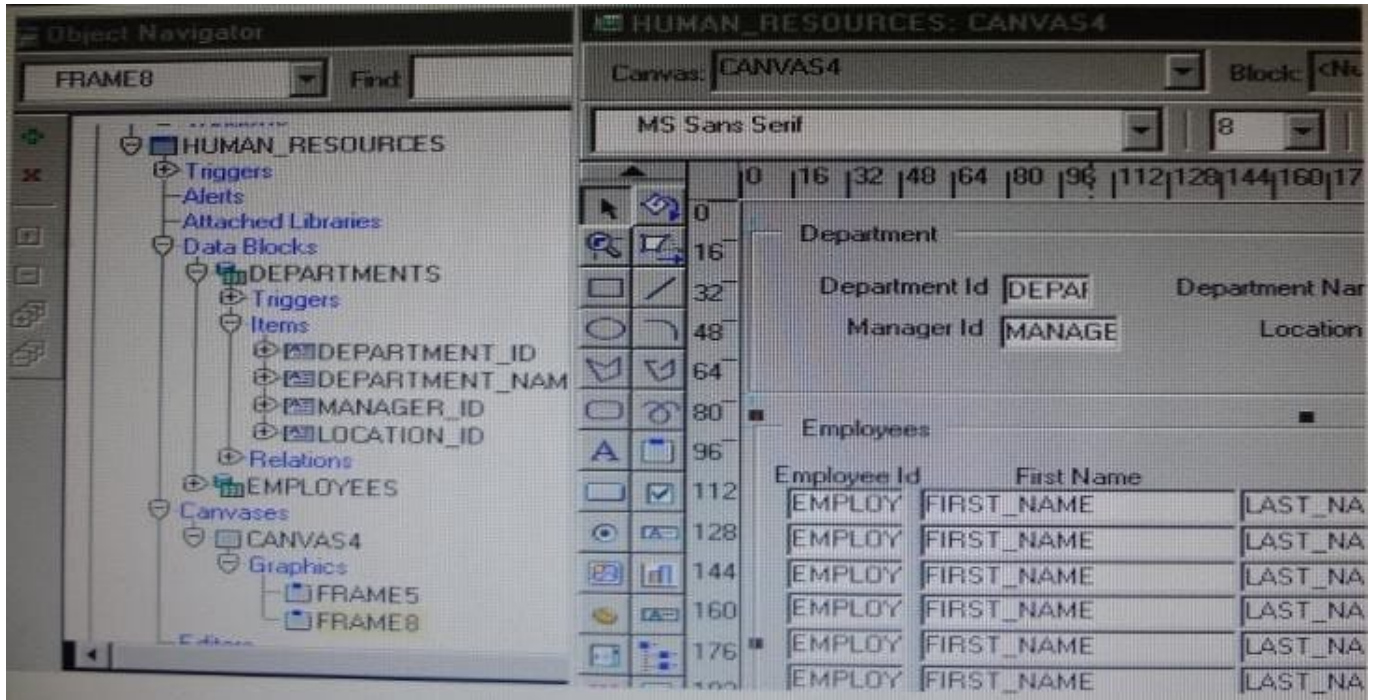 Object Navigator
FRAME8
Find:
HUMAN_RESOURCES
Triggers
Alerts
Attached Libraries
Data Blocks
DEPARTMENTS
Triggers
Items
DEPARTMENT_ID
DEPARTMENT_NAM
MANAGER_ID
LOCATION_ID
Relations
EMPLOYEES
Canvases
CANVAS4
Graphics
FRAME5
FRAME8
HUMAN_RESOURCES: CANVAS4
Canvas: CANVAS4 Block: <Nu
MS Sans Serif 8
0 16 32 48 64 80 96 112 128 144 160 17
0
16
32
48
64
80
96
112
128
144
160
176
Department
Department Id DEPAR Department Nar
Manager Id MANAGE Location
Employees
Employee Id First Name
EMPLOY FIRST_NAME LAST_NA
EMPLOY FIRST_NAME LAST_NA
EMPLOY FIRST_NAME LAST_NA
EMPLOY FIRST_NAME LAST_NA
EMPLOY FIRST_NAME LAST_NA
EMPLOY FIRST_NAME LAST_NA